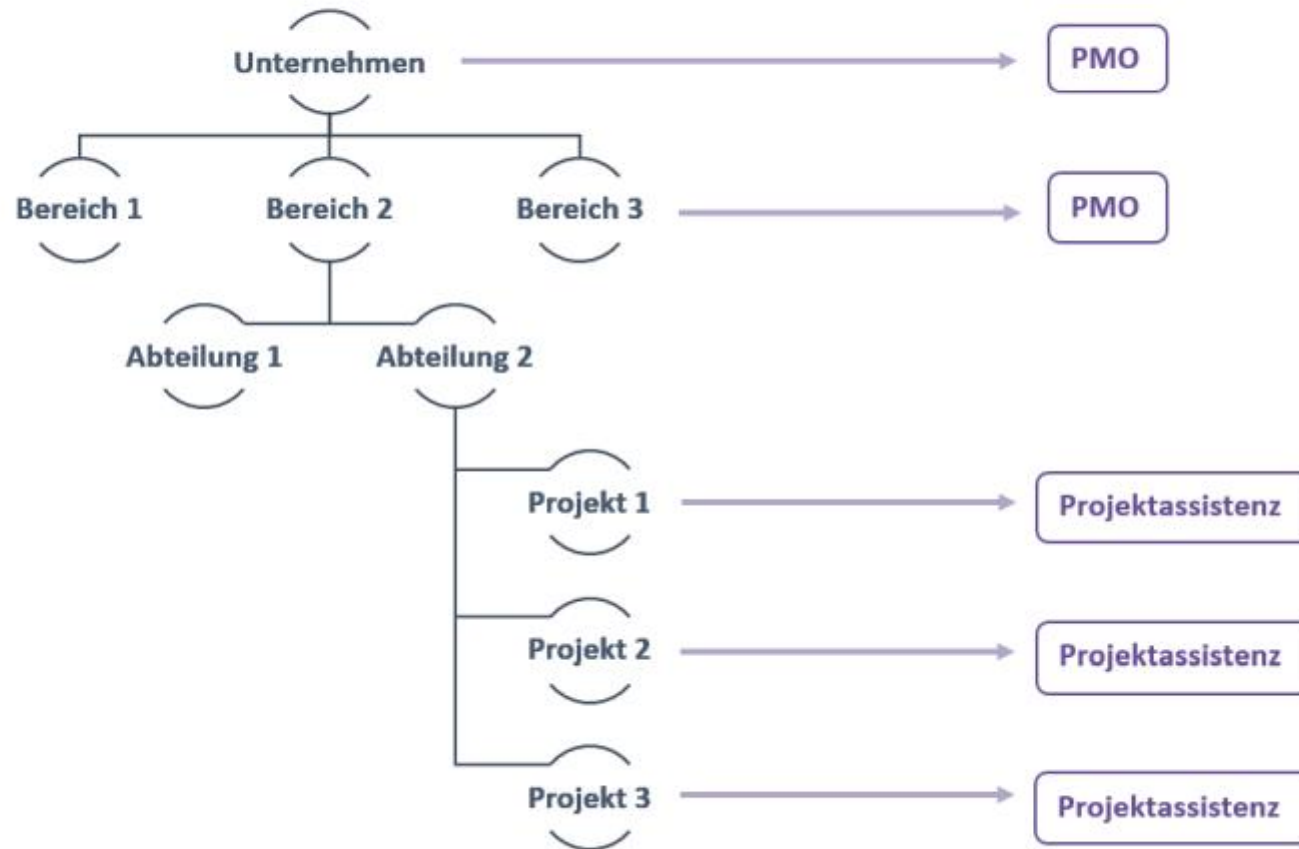 Unternehmen
PMO
Bereich 1
Bereich 2
Bereich 3
PMO
Abteilung 1
Abteilung 2
Projekt 1
Projektassistenz
Projekt 2
Projektassistenz
Projekt 3
Projektassistenz